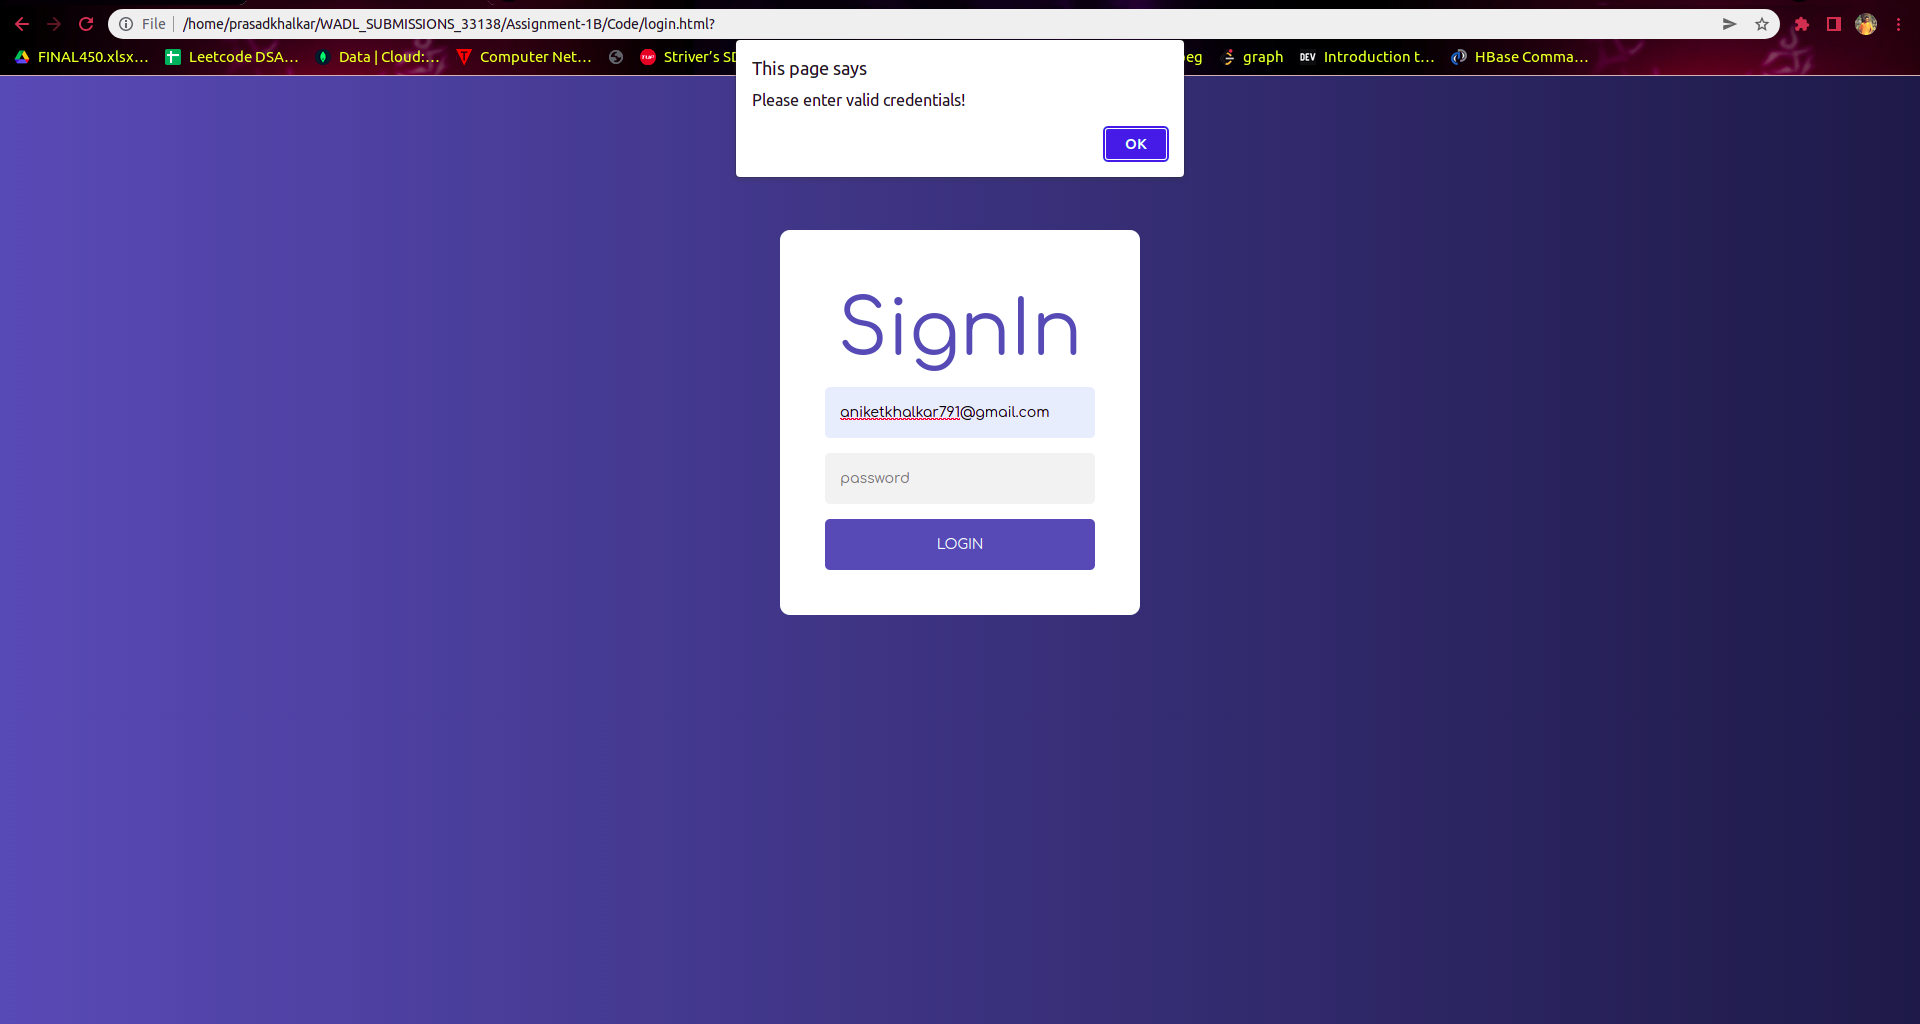 File /home/prasadkhalkar/WADL_SUBMISSIONS_33138/Assignment-1B/Code/login.html?
FINAL450.xlsx... Leetcode DSA... Data | Cloud:... Computer Net... TUF Striver's SD graph DEV Introduction t... HBase Comma...
This page says
Please enter valid credentials!
OK
SignIn
aniketkhalkar791@gmail.com
password
LOGIN